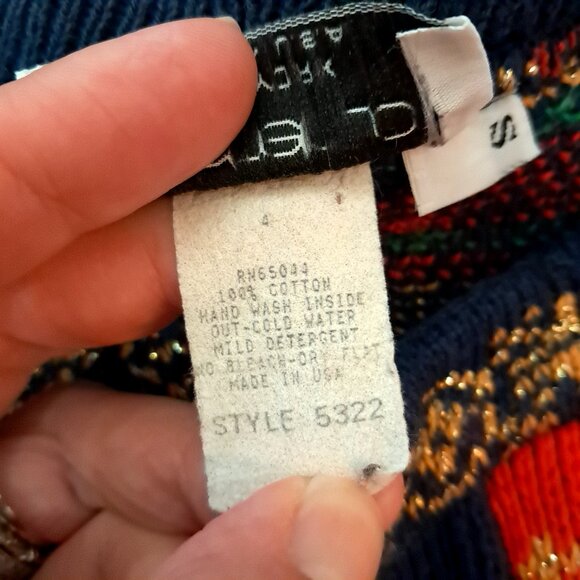 S
4
RN65044
100% COTTON
HAND WASH INSIDE
OUT-COLD WATER
MILD DETERGENT
NO BLEACH-DRY FLAT
MADE IN USA
STYLE 5322